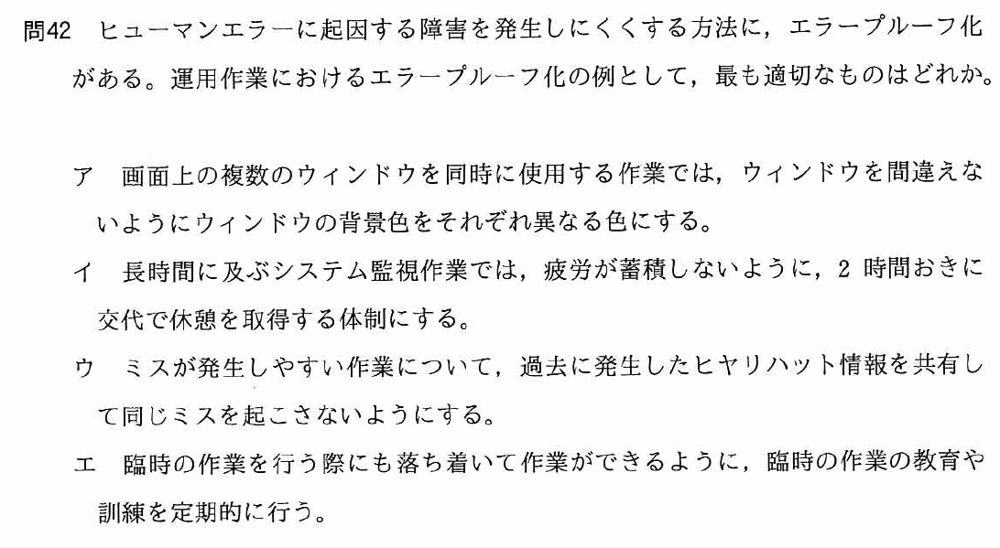 問42 ヒューマンエラーに起因する障害を発生しにくくする方法に，エラープルーフ化
がある。運用作業におけるエラープルーフ化の例として，最も適切なものはどれか。
ア 画面上の複数のウィンドウを同時に使用する作業では，ウィンドウを間違えな
いようにウィンドウの背景色をそれぞれ異なる色にする。
イ 長時間に及ぶシステム監視作業では，疲労が蓄積しないように，2 時間おきに
交代で休憩を取得する体制にする。
ウ ミスが発生しやすい作業について，過去に発生したヒヤリハット情報を共有し
て同じミスを起こさないようにする。
エ 臨時の作業を行う際にも落ち着いて作業ができるように，臨時の作業の教育や
訓練を定期的に行う。